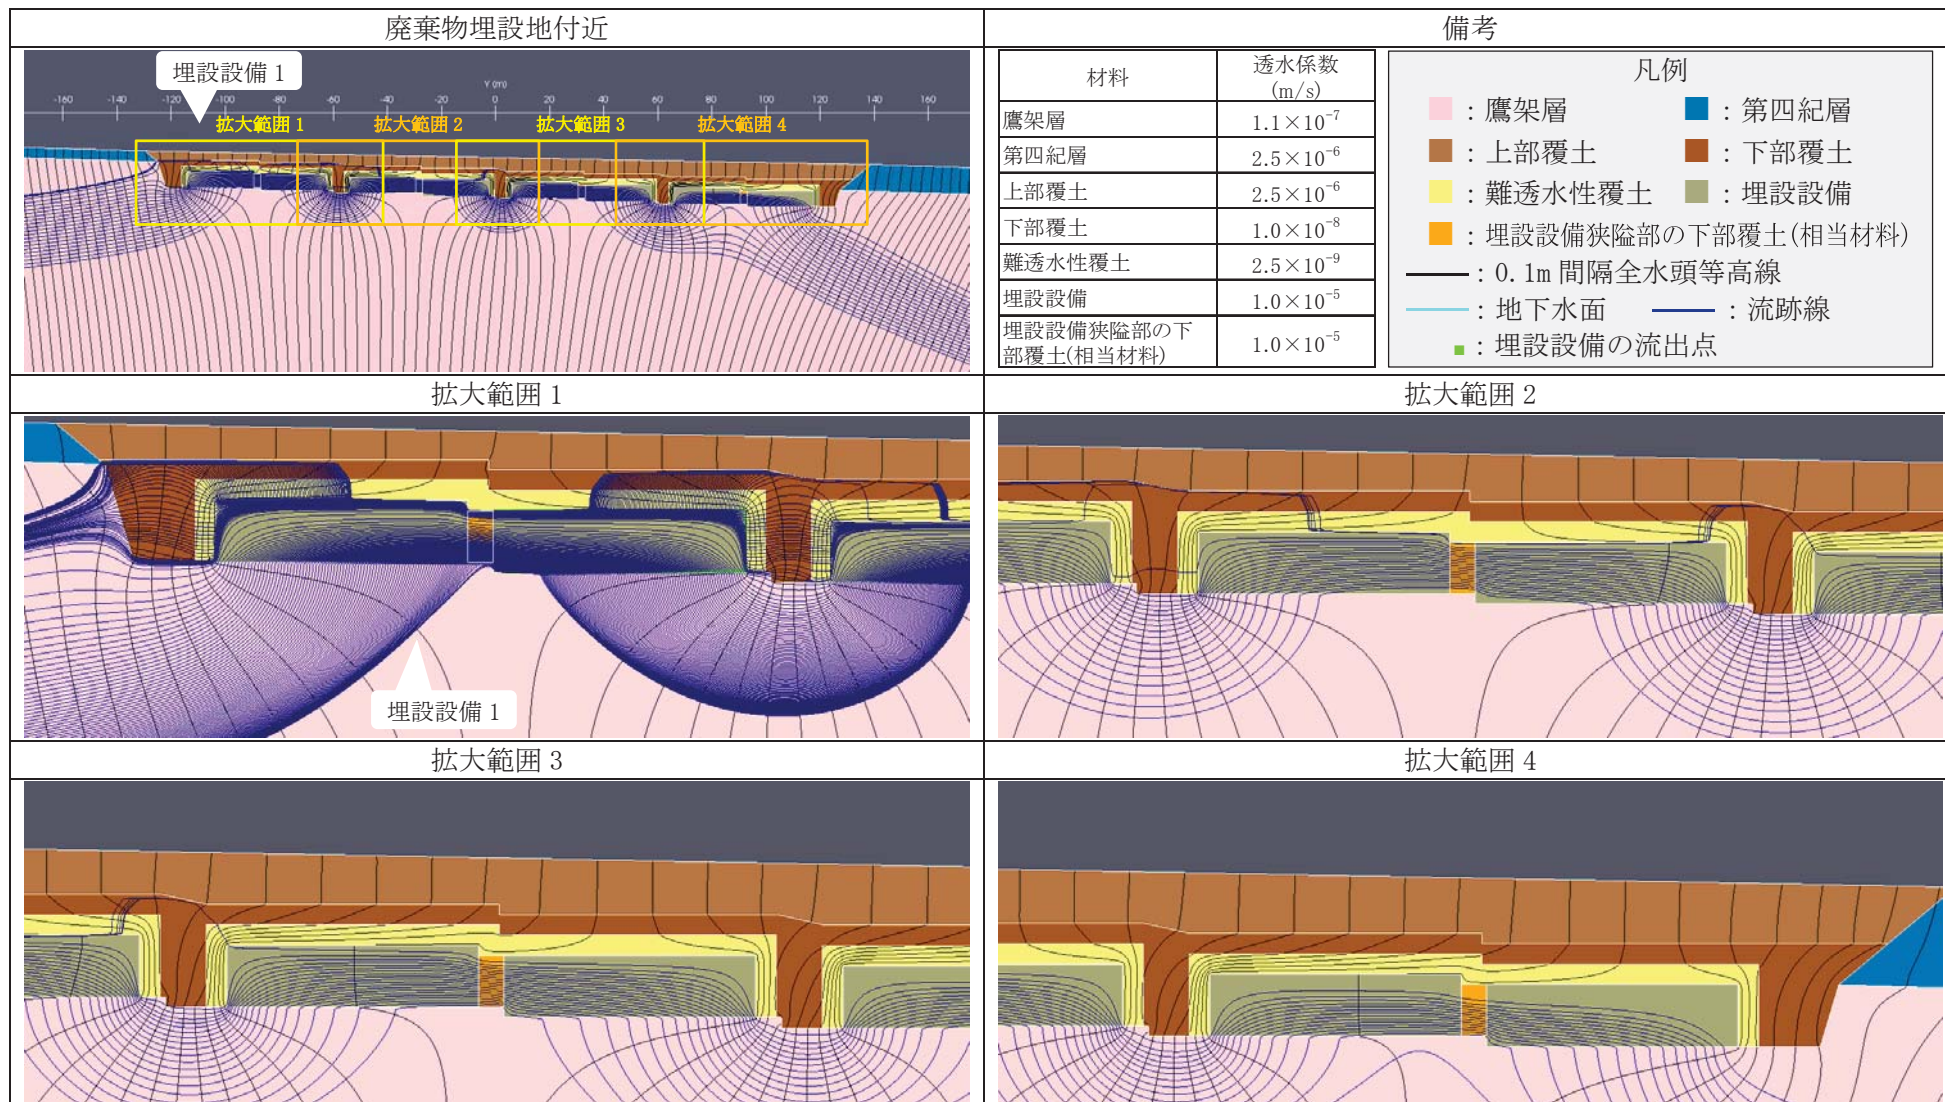 廃棄物埋設地付近
備考
埋設設備 1
Y (m)
-160 -140 -120 -100 -80 -60 -40 -20 0 20 40 60 80 100 120 140 160
拡大範囲 1 拡大範囲 2 拡大範囲 3 拡大範囲 4
材料 透水係数
(m/s)
鷹架層 1.1×10⁻⁷
第四紀層 2.5×10⁻⁶
上部覆土 2.5×10⁻⁶
下部覆土 1.0×10⁻⁸
難透水性覆土 2.5×10⁻⁹
埋設設備 1.0×10⁻⁵
埋設設備狭隘部の下
部覆土(相当材料) 1.0×10⁻⁵
凡例
：鷹架層 ：第四紀層
：上部覆土 ：下部覆土
：難透水性覆土 ：埋設設備
：埋設設備狭隘部の下部覆土(相当材料)
：0.1m 間隔全水頭等高線
：地下水面 ：流跡線
：埋設設備の流出点
拡大範囲 1
拡大範囲 2
埋設設備 1
拡大範囲 3
拡大範囲 4